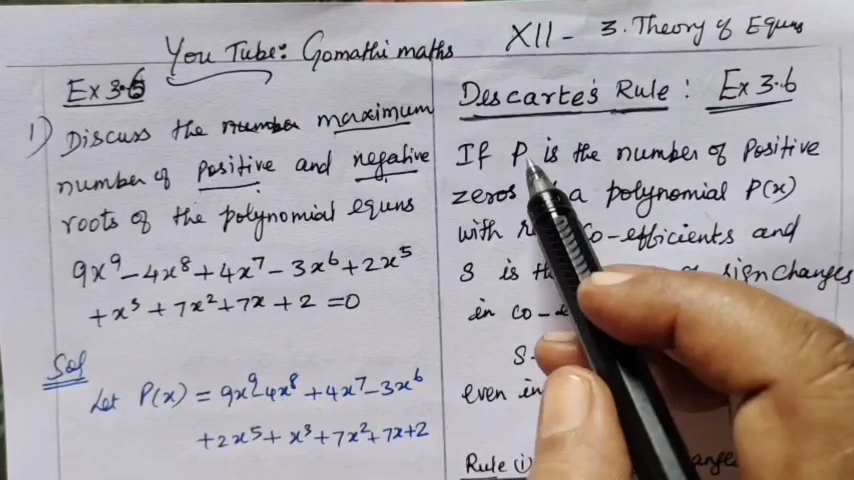 You Tube: Gomathi maths
XII - 3. Theory of Equns
Ex 3.6
1) Discuss the maximum
number of positive and negative
roots of the polynomial equns
9x⁹ - 4x⁸ + 4x⁷ - 3x⁶ + 2x⁵
+ x³ + 7x² + 7x + 2 = 0
Sol
Let P(x) = 9x⁹ 4x⁸ + 4x⁷ - 3x⁶
+ 2x⁵ + x³ + 7x² + 7x + 2
Descarte's Rule : Ex 3.6
If P is the number of Positive
zeros a polynomial P(x)
with Co-efficients and
S is sign changes
in co-
S-
even in
Rule (i)